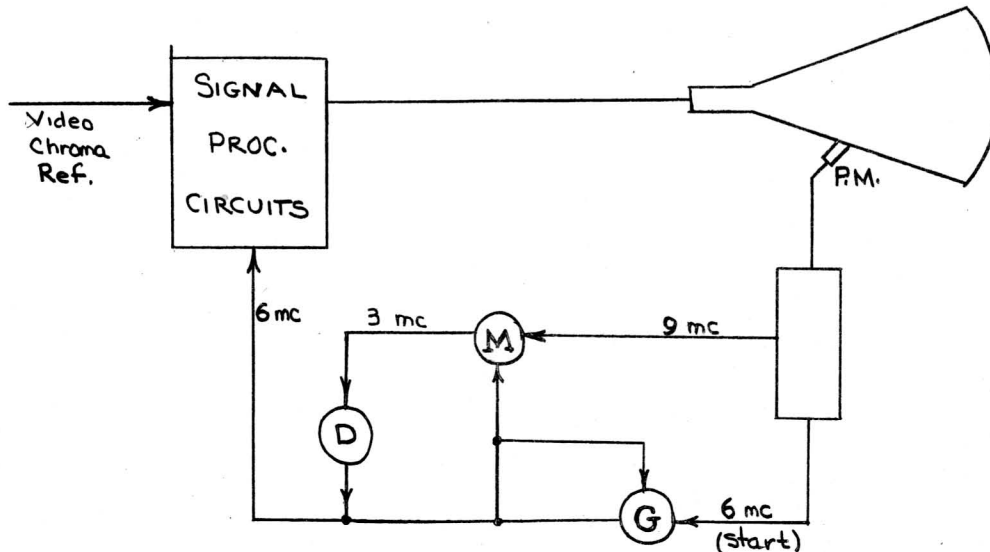 SIGNAL
PROC.
CIRCUITS
Video
Chroma
Ref.
P.M.
6 mc
3 mc
M
9 mc
D
G
6 mc
(start)